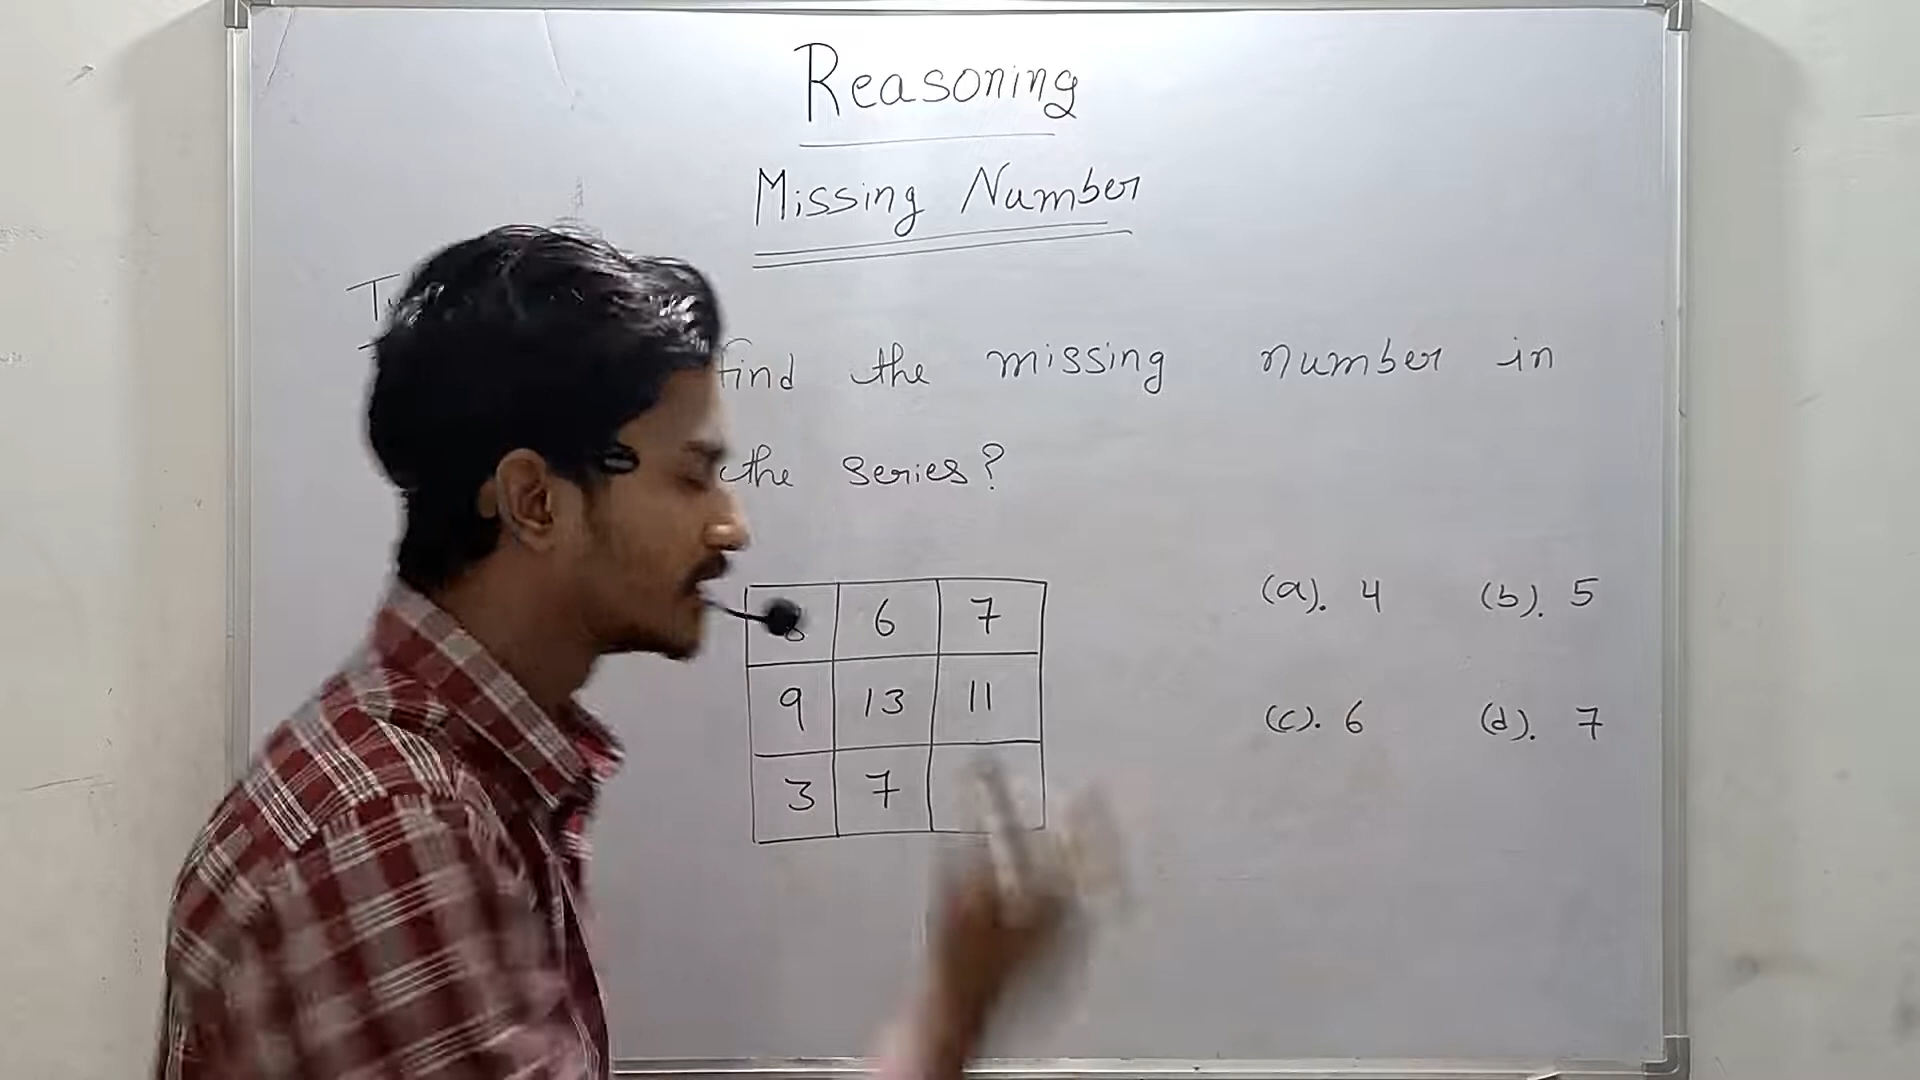 Reasoning
Missing Number
find the missing number in
the series?
6 7
9 13 11
3 7
(a). 4 (b). 5
(c). 6 (d). 7